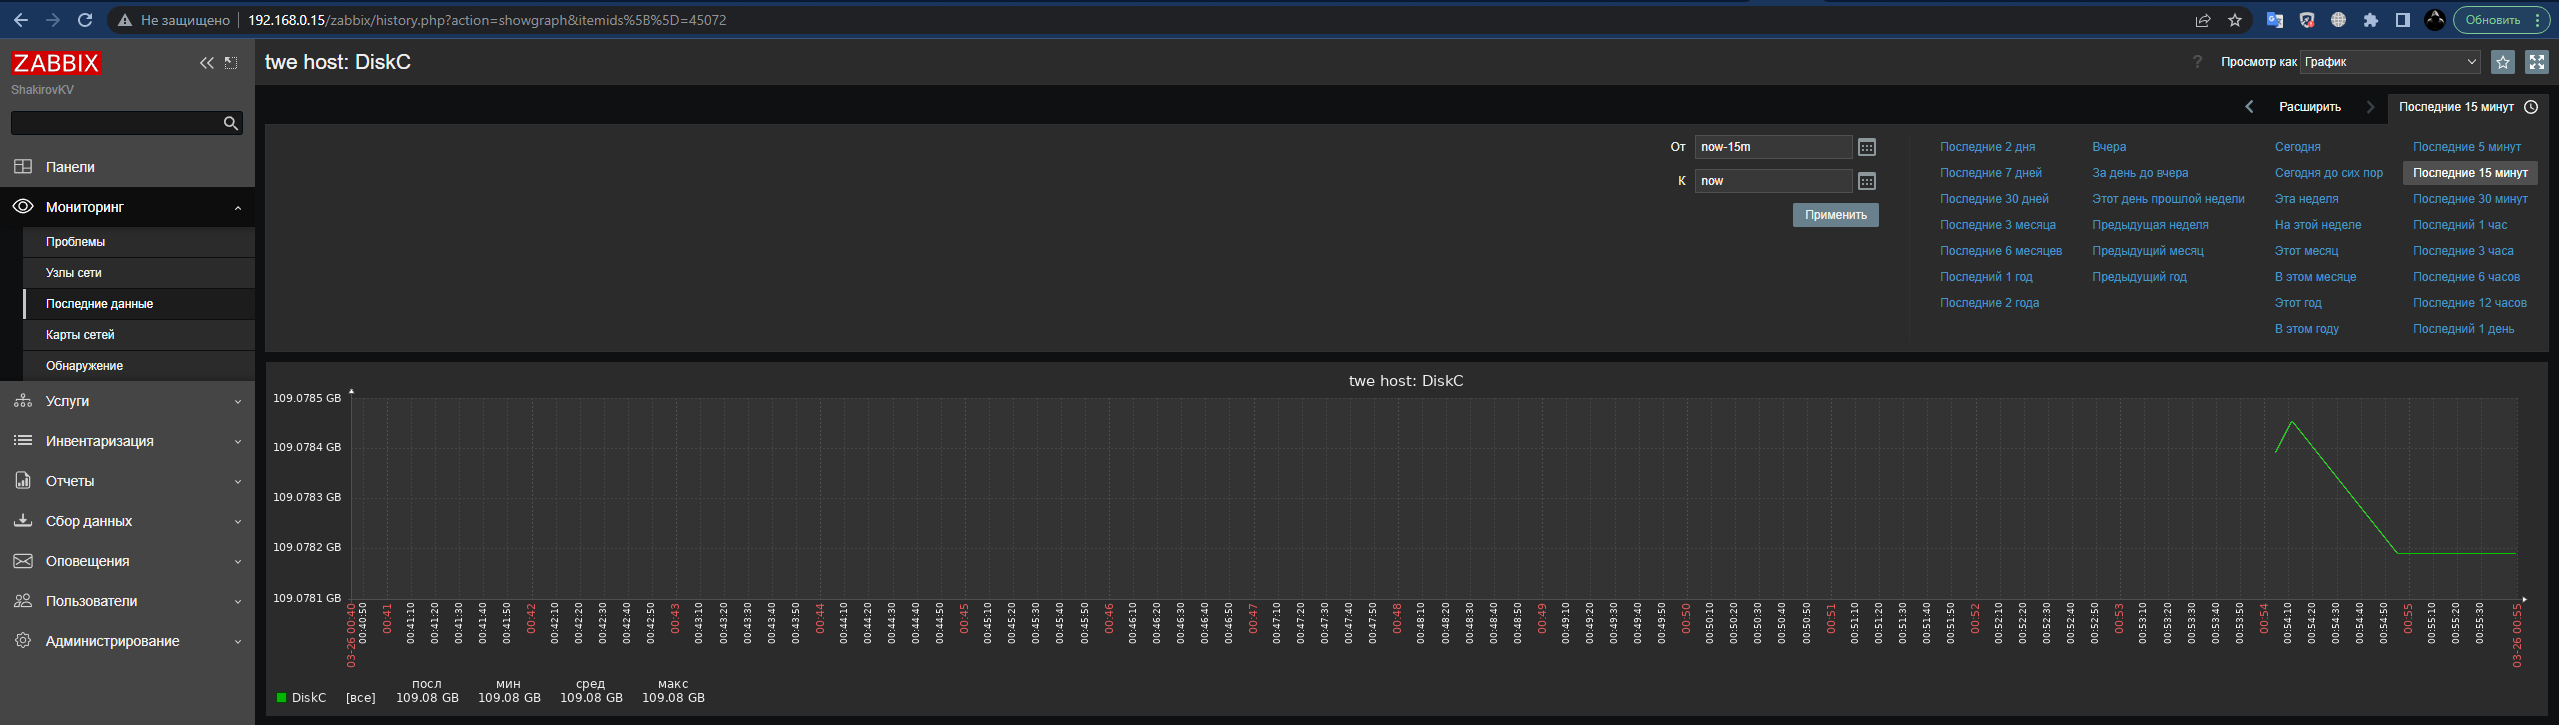 Не защищено
192.168.0.15/zabbix/history.php?action=showgraph&itemids%5B%5D=45072
Обновить
ZABBIX
ShakirovKV
Панели
Мониторинг
Проблемы
Узлы сети
Последние данные
Карты сетей
Обнаружение
Услуги
Инвентаризация
Отчеты
Сбор данных
Оповещения
Пользователи
Администрирование
twe host: DiskC
? Просмотр как График
Расширить
Последние 15 минут
От now-15m
К now
Применить
Последние 2 дня
Последние 7 дней
Последние 30 дней
Последние 3 месяца
Последние 6 месяцев
Последний 1 год
Последние 2 года
Вчера
За день до вчера
Этот день прошлой недели
Предыдущая неделя
Предыдущий месяц
Предыдущий год
Сегодня
Сегодня до сих пор
Эта неделя
На этой неделе
Этот месяц
В этом месяце
Этот год
В этом году
Последние 5 минут
Последние 15 минут
Последние 30 минут
Последний 1 час
Последние 3 часа
Последние 6 часов
Последние 12 часов
Последний 1 день
twe host: DiskC
109.0785 GB
109.0784 GB
109.0783 GB
109.0782 GB
109.0781 GB
03-26 00:40
00:40:50
00:41
00:41:10
00:41:20
00:41:30
00:41:40
00:41:50
00:42
00:42:10
00:42:20
00:42:30
00:42:40
00:42:50
00:43
00:43:10
00:43:20
00:43:30
00:43:40
00:43:50
00:44
00:44:10
00:44:20
00:44:30
00:44:40
00:44:50
00:45
00:45:10
00:45:20
00:45:30
00:45:40
00:45:50
00:46
00:46:10
00:46:20
00:46:30
00:46:40
00:46:50
00:47
00:47:10
00:47:20
00:47:30
00:47:40
00:47:50
00:48
00:48:10
00:48:20
00:48:30
00:48:40
00:48:50
00:49
00:49:10
00:49:20
00:49:30
00:49:40
00:49:50
00:50
00:50:10
00:50:20
00:50:30
00:50:40
00:50:50
00:51
00:51:10
00:51:20
00:51:30
00:51:40
00:51:50
00:52
00:52:10
00:52:20
00:52:30
00:52:40
00:52:50
00:53
00:53:10
00:53:20
00:53:30
00:53:40
00:53:50
00:54
00:54:10
00:54:20
00:54:30
00:54:40
00:54:50
00:55
00:55:10
00:55:20
00:55:30
03-26 00:55
посл мин сред макс
DiskC [все] 109.08 GB 109.08 GB 109.08 GB 109.08 GB